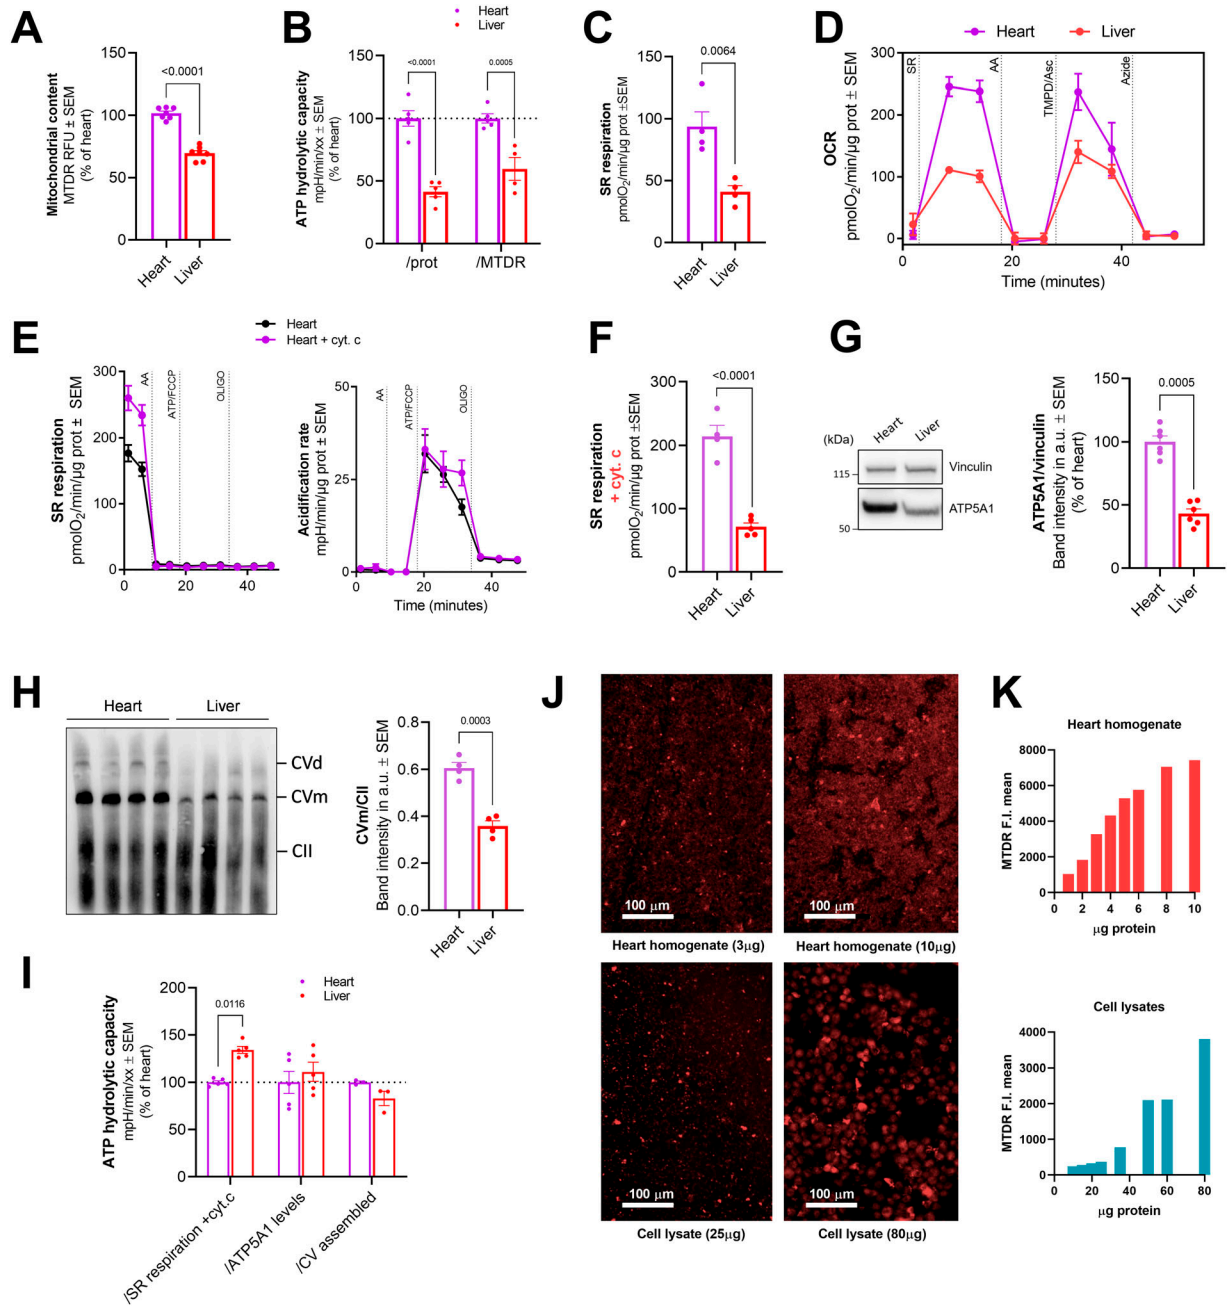 A
Mitochondrial content
MTDR RFU ± SEM
(% of heart)
150
100
50
0
<0.0001
Heart
Liver
B
Heart
Liver
ATP hydrolytic capacity
mpH/min/xx ± SEM
(% of heart)
150
100
50
0
<0.0001
0.0005
/prot
/MTDR
C
SR respiration
pmolO2/min/µg prot ±SEM
150
100
50
0
0.0064
Heart
Liver
D
Heart
Liver
OCR
pmolO2/min/µg prot ± SEM
300
200
100
0
SR
AA
TMPD/Asc
Azide
0
20
40
Time (minutes)
E
Heart
Heart + cyt. c
SR respiration
pmolO2/min/µg prot ± SEM
300
200
100
0
AA
ATP/FCCP
OLIGO
0
20
40
Acidification rate
mpH/min/µg prot ± SEM
50
25
0
AA
ATP/FCCP
OLIGO
0
20
40
Time (minutes)
F
SR respiration
+ cyt. c
pmolO2/min/µg prot ±SEM
300
200
100
0
<0.0001
Heart
Liver
G
(kDa)
Heart
Liver
115
Vinculin
ATP5A1
50
ATP5A1/vinculin
Band intensity in a.u. ± SEM
(% of heart)
150
100
50
0
0.0005
Heart
Liver
H
Heart
Liver
CVd
CVm
CII
CVm/CII
Band intensity in a.u. ± SEM
0.8
0.6
0.4
0.2
0.0
0.0003
Heart
Liver
I
Heart
Liver
ATP hydrolytic capacity
mpH/min/xx ± SEM
(% of heart)
200
150
100
50
0
0.0116
/SR respiration +cyt.c
/ATP5A1 levels
/CV assembled
J
100 µm
100 µm
Heart homogenate (3µg)
Heart homogenate (10µg)
100 µm
100 µm
Cell lysate (25µg)
Cell lysate (80µg)
K
Heart homogenate
MTDR F.I. mean
8000
6000
4000
2000
0
0
2
4
6
8
10
µg protein
Cell lysates
MTDR F.I. mean
4000
3000
2000
1000
0
0
20
40
60
80
µg protein